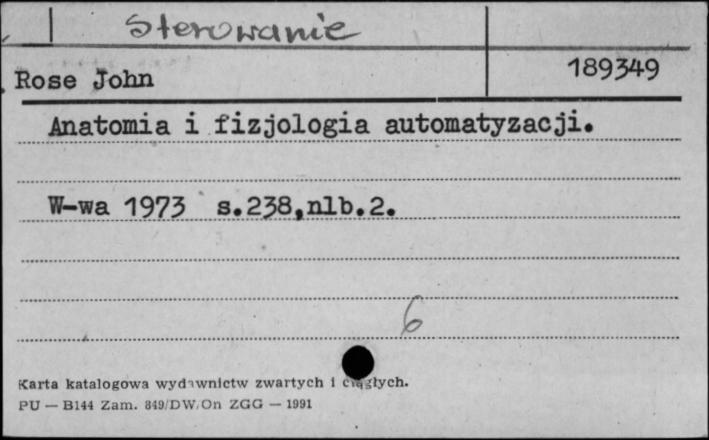 Sterowanie
Rose John 189349
Anatomia i fizjologia automatyzacji.
W-wa 1973 s.238,nlb.2.
6
Karta katalogowa wydawnictw zwartych i ciągłych.
PU — B144 Zam. 849/DW/On ZGG — 1991